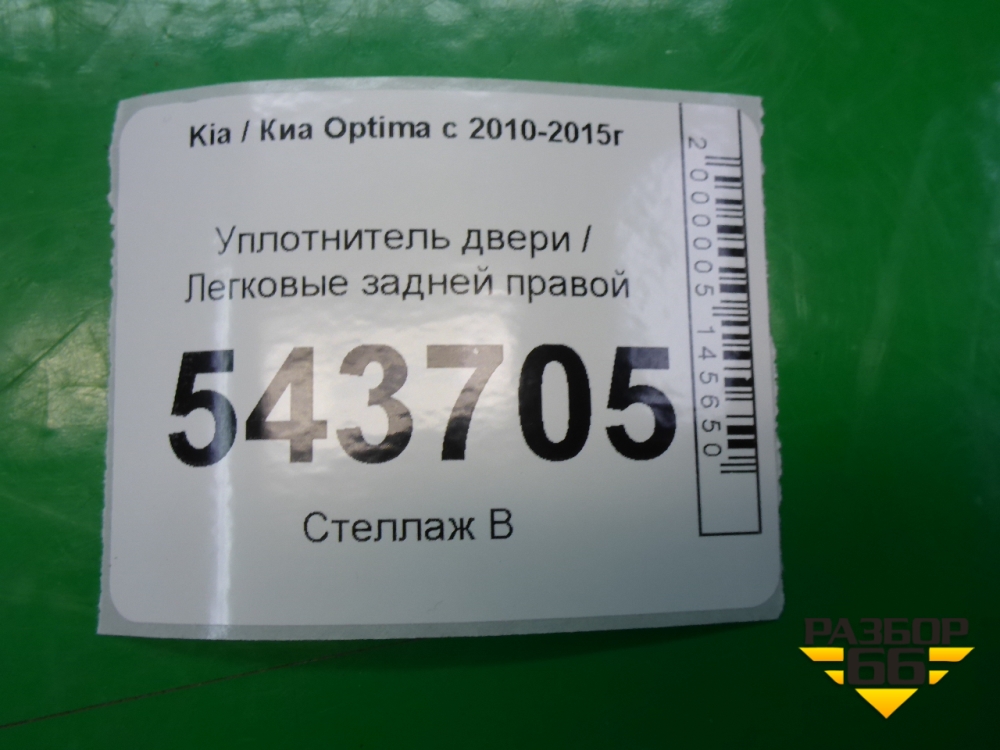 Kia / Киа Optima с 2010-2015г
Уплотнитель двери /
Легковые задней правой
543705
Стеллаж В
2000005145650
РАЗБОР
66